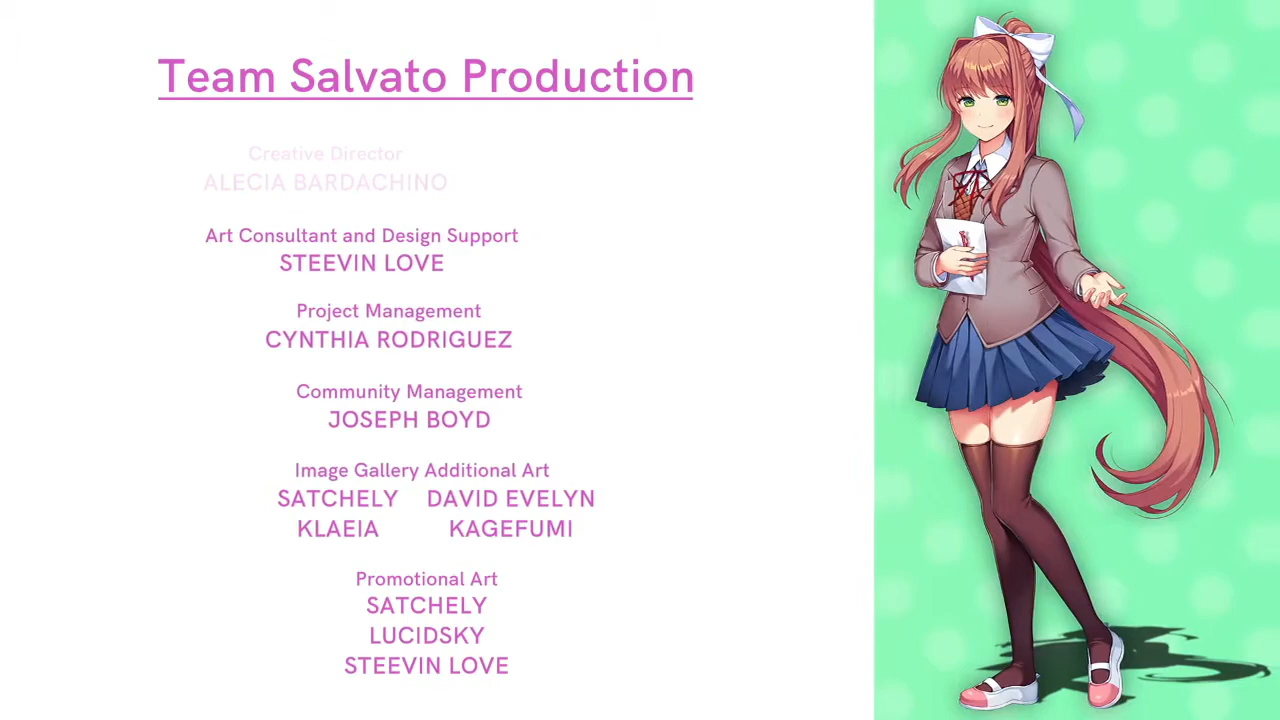 Team Salvato Production
Creative Director
ALECIA BARDACHINO
Art Consultant and Design Support
STEEVIN LOVE
Project Management
CYNTHIA RODRIGUEZ
Community Management
JOSEPH BOYD
Image Gallery Additional Art
SATCHELY DAVID EVELYN
KLAEIA KAGEFUMI
Promotional Art
SATCHELY
LUCIDSKY
STEEVIN LOVE